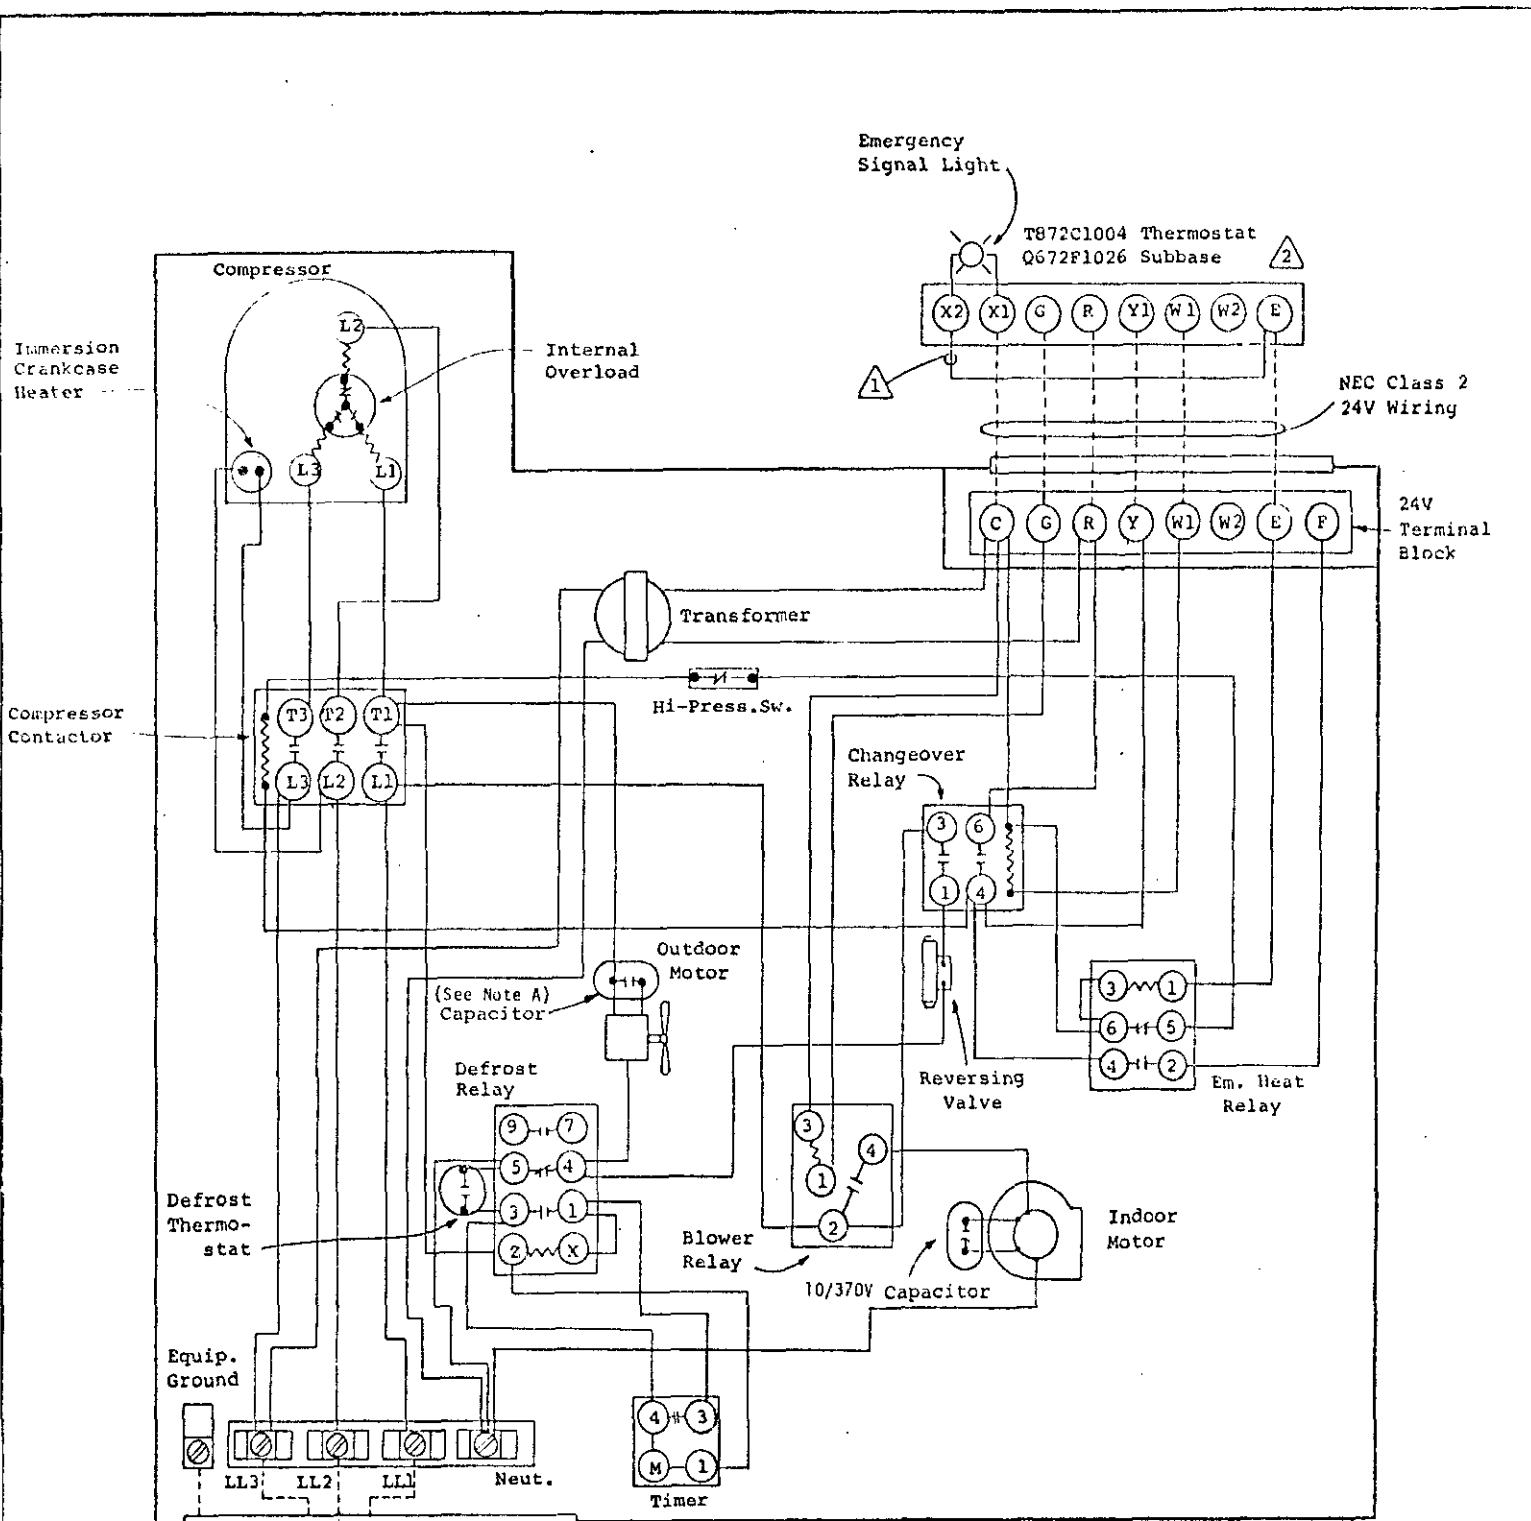 Emergency
Signal Light
T872C1004 Thermostat
Q672F1026 Subbase
2
X2 X1 G R Y1 W1 W2 E
1
NEC Class 2
24V Wiring
Compressor
L2
Immersion
Crankcase
Heater
Internal
Overload
L3 L1
C G R Y W1 W2 E F
24V
Terminal
Block
Transformer
Hi-Press.Sw.
Compressor
Contactor
T3 T2 T1
L3 L2 L1
Changeover
Relay
3 6
1 4
Outdoor
Motor
(See Note A)
Capacitor
3 1
6 5
4 2
Em. Heat
Relay
Reversing
Valve
Defrost
Relay
9 7
5 4
3 1
2 X
Defrost
Thermo-
stat
3 4
1
2
Blower
Relay
10/370V Capacitor
Indoor
Motor
Equip.
Ground
LL3 LL2 LL1 Neut.
4 3
M 1
Timer